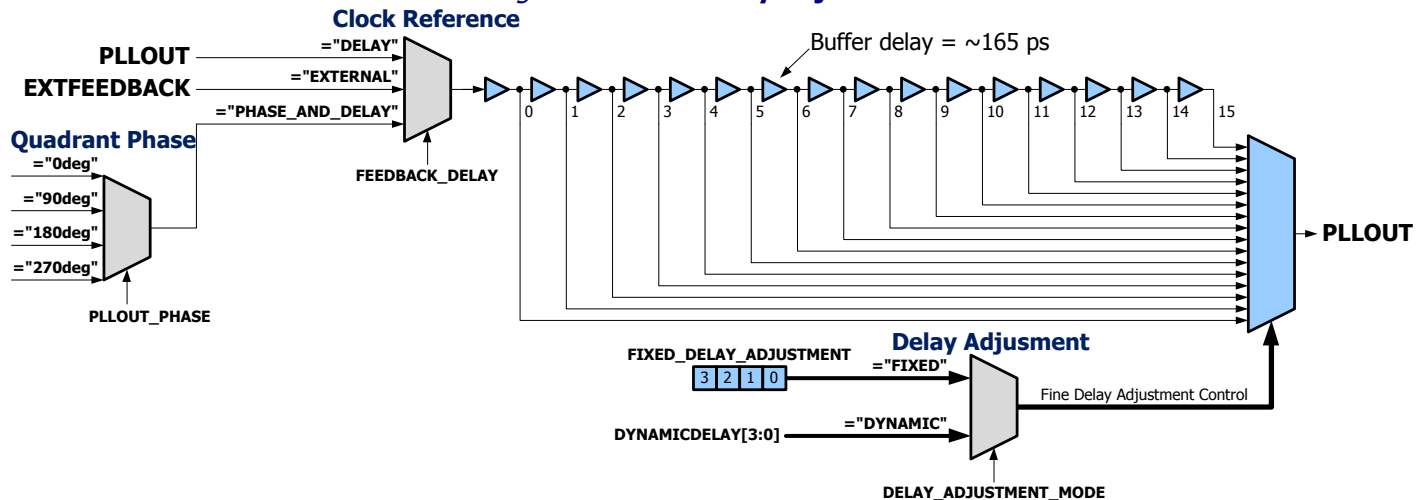 Clock Reference
PLLOUT
="DELAY"
Buffer delay = ~165 ps
EXTFEEDBACK
="EXTERNAL"
="PHASE_AND_DELAY"
0 1 2 3 4 5 6 7 8 9 10 11 12 13 14 15
Quadrant Phase
="0deg"
="90deg"
="180deg"
="270deg"
FEEDBACK_DELAY
PLLOUT
PLLOUT_PHASE
Delay Adjusment
FIXED_DELAY_ADJUSTMENT
="FIXED"
3 2 1 0
Fine Delay Adjustment Control
DYNAMICDELAY[3:0]
="DYNAMIC"
DELAY_ADJUSTMENT_MODE